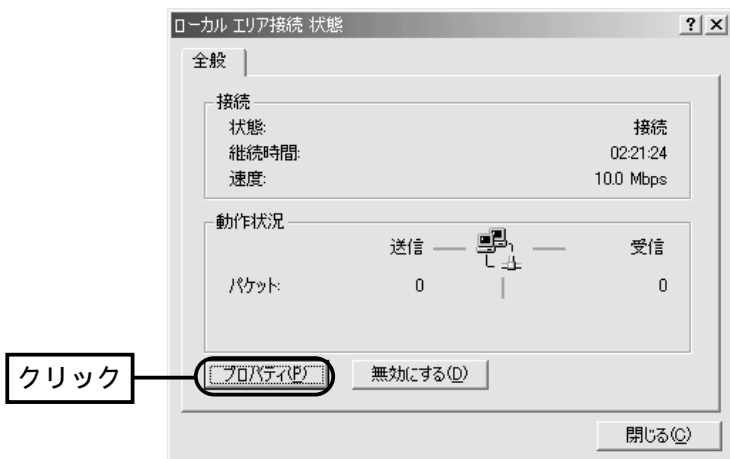 ローカル エリア接続 状態
全般
接続
状態: 接続
継続時間: 02:21:24
速度: 10.0 Mbps
動作状況
送信 受信
パケット: 0 0
クリック
プロパティ(P) 無効にする(D)
閉じる(C)